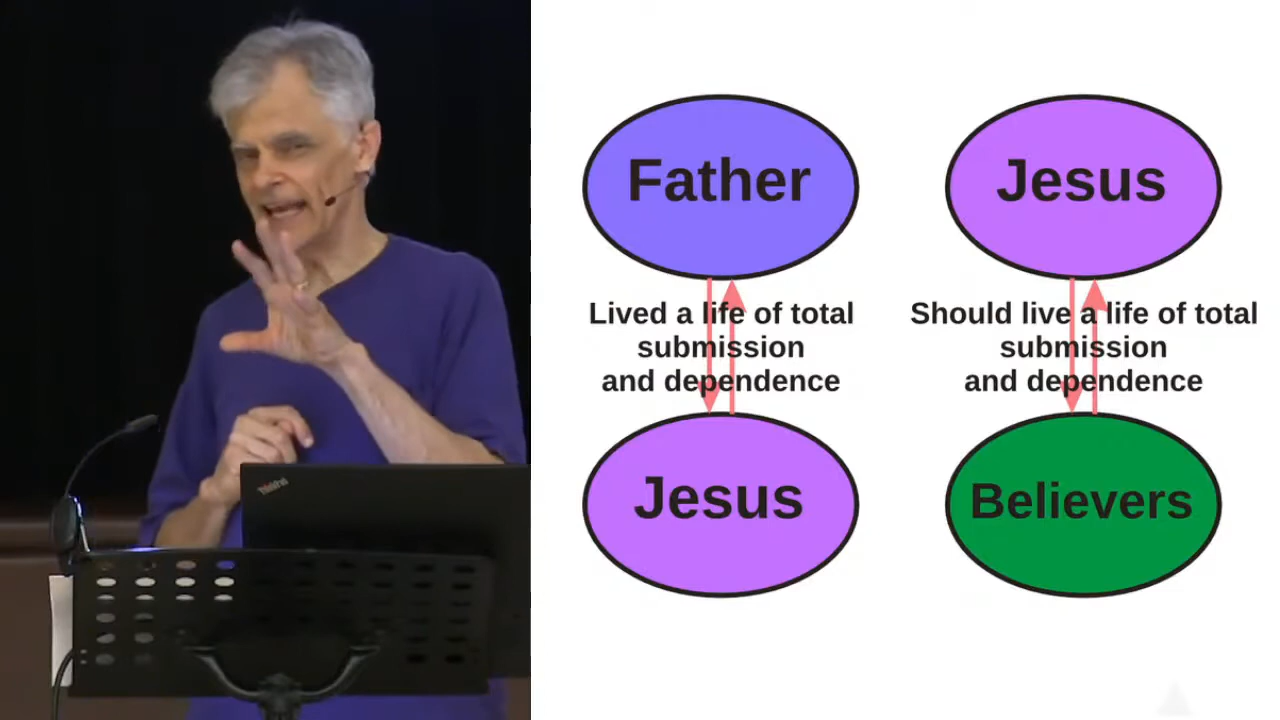 Father
Lived a life of total
submission
and dependence
Jesus
Jesus
Should live a life of total
submission
and dependence
Believers
ThinkPad